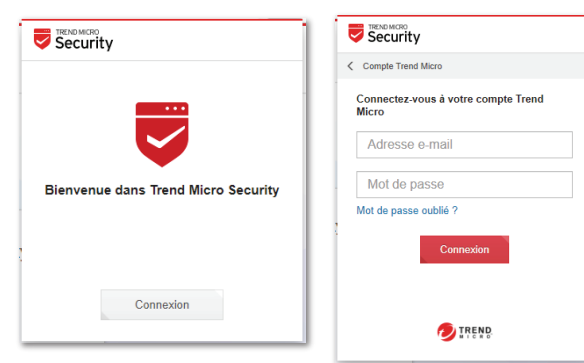 TREND MICRO
Security
Bienvenue dans Trend Micro Security
Connexion
TREND MICRO
Security
Compte Trend Micro
Connectez-vous à votre compte Trend
Micro
Adresse e-mail
Mot de passe
Mot de passe oublié ?
Connexion
TREND
MICRO